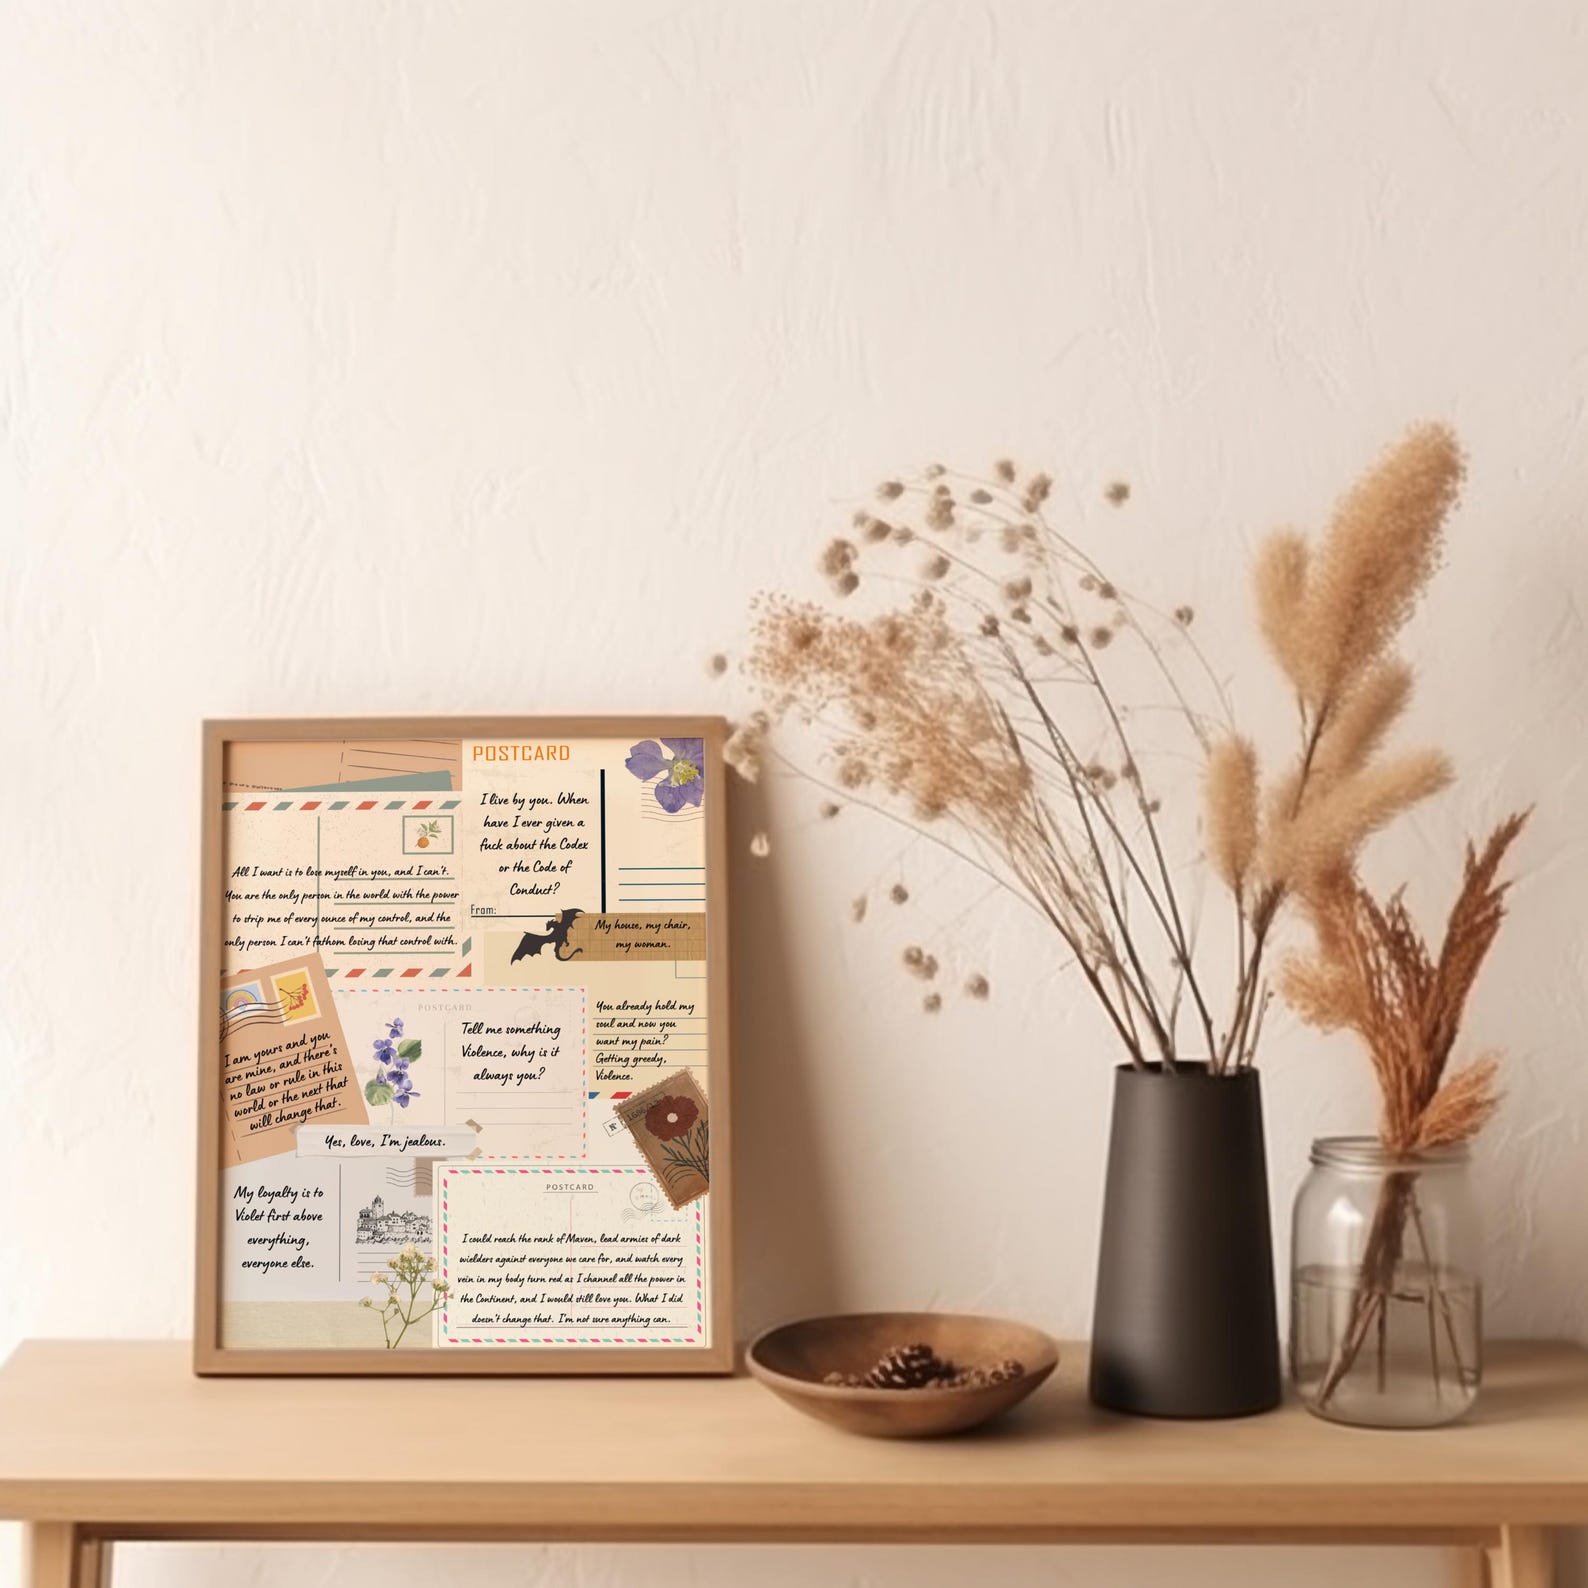 POSTCARD
I live by you. When
have I ever given a
fuck about the Codex
or the Code of
Conduct?
From:
All I want is to lose myself in you, and I can't.
You are the only person in the world with the power
to strip me of every ounce of my control, and the
only person I can't fathom losing that control with.
My house, my chair,
my woman.
I am yours and you
are mine, and there's
no law or rule in this
world or the next that
will change that.
POSTCARD
Tell me something
Violence, why is it
always you?
You already hold my
soul and now you
want my pain?
Getting greedy,
Violence.
Yes, love, I'm jealous.
My loyalty is to
Violet first above
everything,
everyone else.
POSTCARD
I could reach the rank of Maven, lead armies of dark
wielders against everyone we care for, and watch every
vein in my body turn red as I channel all the power in
the Continent, and I would still love you. What I did
doesn't change that. I'm not sure anything can.